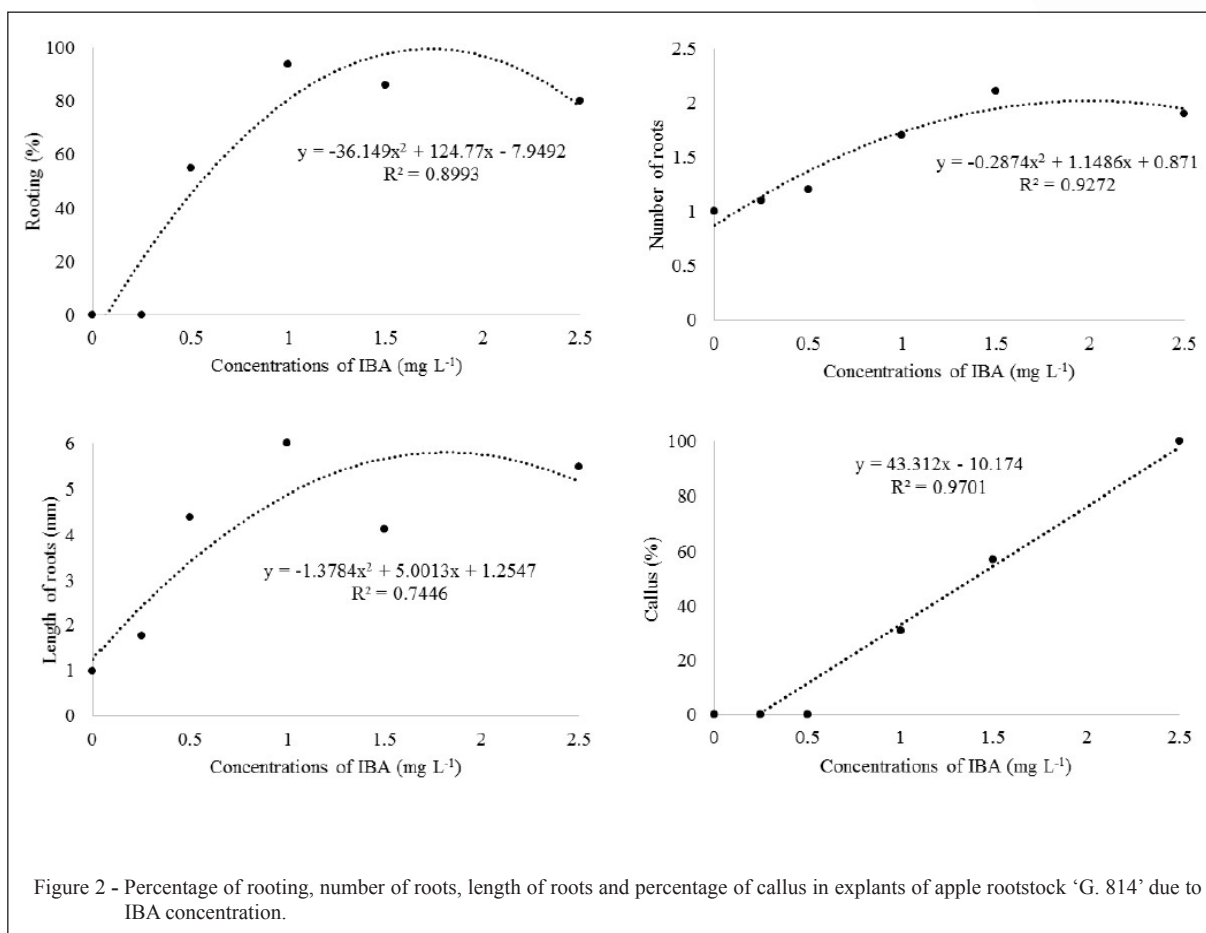 100
80
60
40
20
0
Rooting (%)
y = -36.149x² + 124.77x - 7.9492
R² = 0.8993
0 0.5 1 1.5 2 2.5
Concentrations of IBA (mg L⁻¹)
2.5
2
1.5
1
0.5
0
Number of roots
y = -0.2874x² + 1.1486x + 0.871
R² = 0.9272
0 0.5 1 1.5 2 2.5
Concentrations of IBA (mg L⁻¹)
6
5
4
3
2
1
0
Length of roots (mm)
y = -1.3784x² + 5.0013x + 1.2547
R² = 0.7446
0 0.5 1 1.5 2 2.5
Concentrations of IBA (mg L⁻¹)
100
80
60
40
20
0
Callus (%)
y = 43.312x - 10.174
R² = 0.9701
0 0.5 1 1.5 2 2.5
Concentrations of IBA (mg L⁻¹)
Figure 2 - Percentage of rooting, number of roots, length of roots and percentage of callus in explants of apple rootstock ‘G. 814’ due to
IBA concentration.